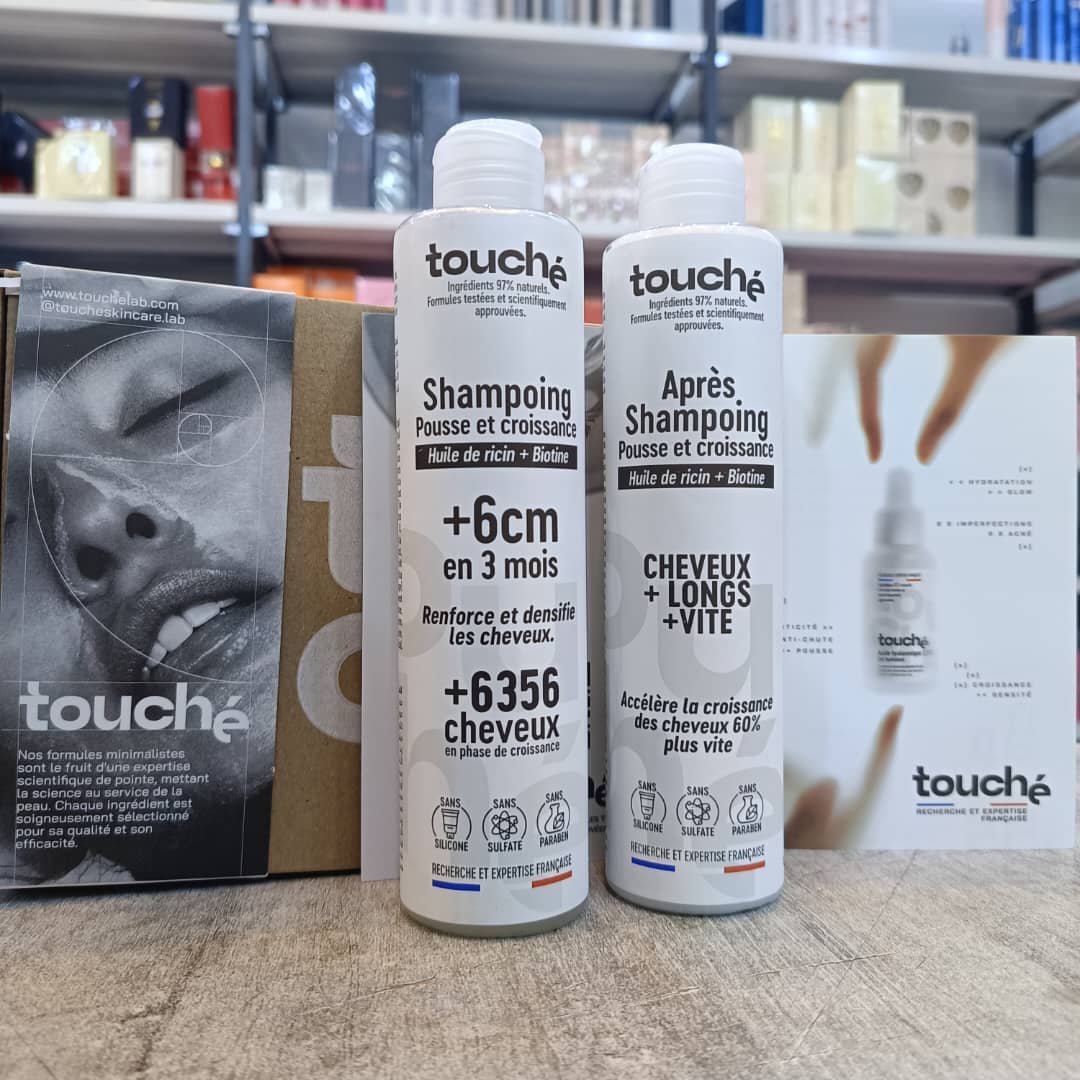 www.touchelab.com
@toucheskincare.lab
touché
Nos formules minimalistes
sont le fruit d'une expertise
scientifique de pointe, mettant
la science au service de la
peau. Chaque ingrédient est
soigneusement sélectionné
pour sa qualité et son
efficacité.
touché
Ingrédients 97% naturels.
Formules testées et scientifiquement
approuvées.
Shampoing
Pousse et croissance
Huile de ricin + Biotine
+6cm
en 3 mois
Renforce et densifie
les cheveux.
+6356
cheveux
en phase de croissance
SANS SILICONE
SANS SULFATE
SANS PARABEN
RECHERCHE ET EXPERTISE FRANÇAISE
touché
Ingrédients 97% naturels.
Formules testées et scientifiquement
approuvées.
Après
Shampoing
Pousse et croissance
Huile de ricin + Biotine
CHEVEUX
+ LONGS
+VITE
Accélère la croissance
des cheveux 60%
plus vite
SANS SILICONE
SANS SULFATE
SANS PARABEN
RECHERCHE ET EXPERTISE FRANÇAISE
HYDRATATION
GLOW
IMPERFECTIONS
ACNÉ
POUSSE
touché
CROISSANCE
DENSITÉ
touché
RECHERCHE ET EXPERTISE
FRANÇAISE